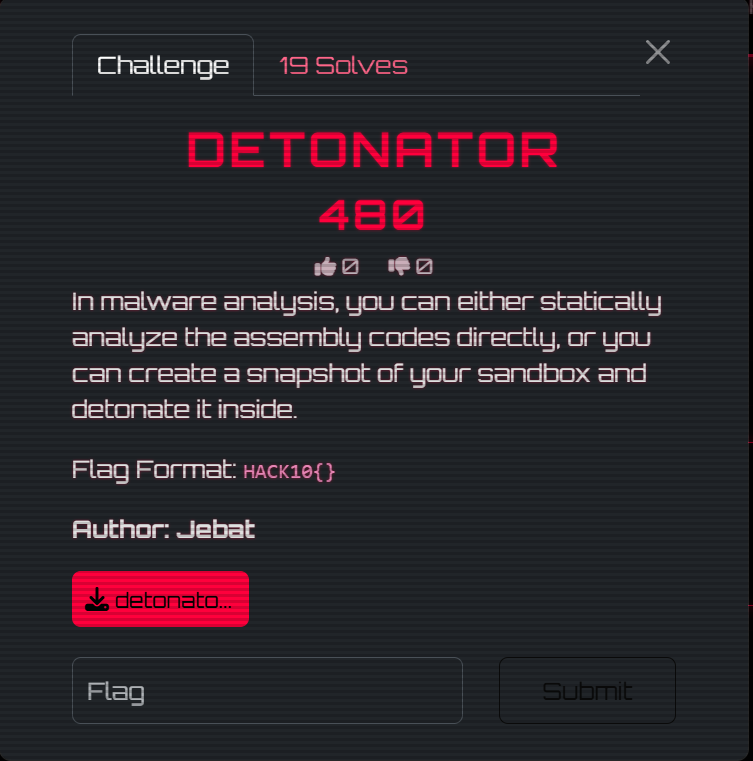 Challenge
19 Solves
DETONATOR
480
0 0
In malware analysis, you can either statically
analyze the assembly codes directly, or you
can create a snapshot of your sandbox and
detonate it inside.
Flag Format: HACK10{}
Author: Jebat
detonato...
Flag
Submit